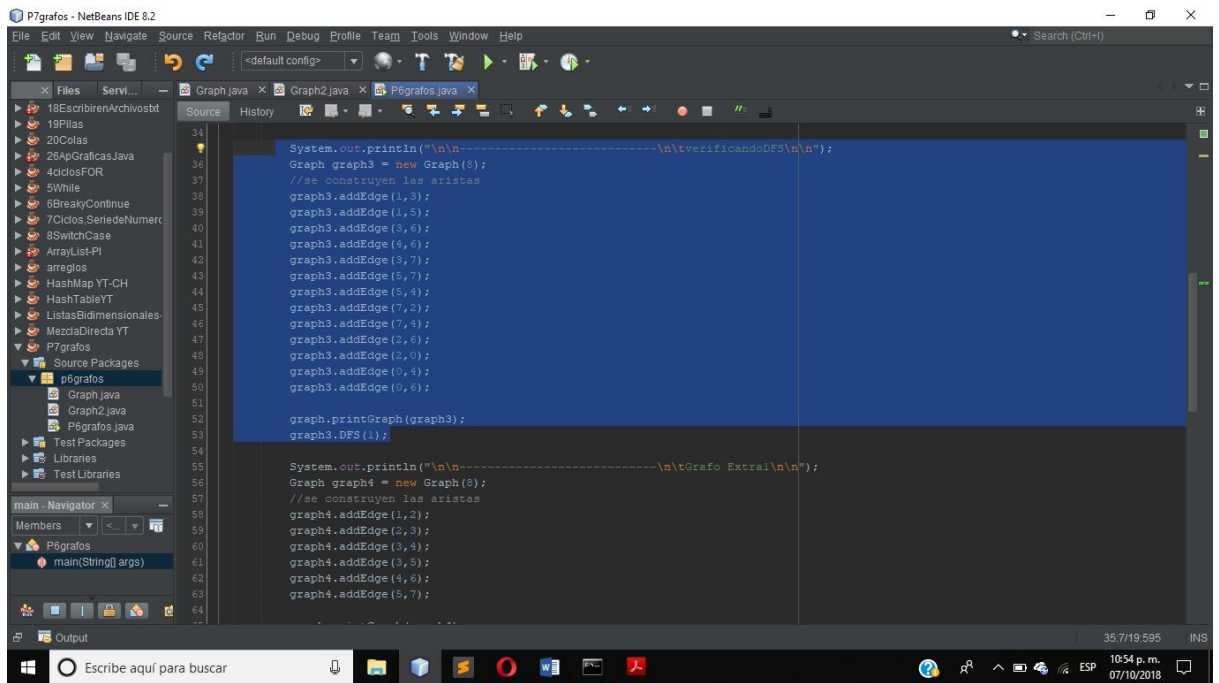 P7grafos - NetBeans IDE 8.2
File Edit View Navigate Source Refactor Run Debug Profile Team Tools Window Help
Search (Ctrl+I)
<default config>
Files Servi...
Graph.java Graph2.java P6grafos.java
Source History
18EscribirenArchivostxt
19Pilas
20Colas
26ApGraficasJava
4ciclosFOR
5While
6BreakyContinue
7Ciclos,SeriedeNumerc
8SwitchCase
ArrayList-PI
arreglos
HashMap YT-CH
HashTableYT
ListasBidimensionales-
MezclaDirecta YT
P7grafos
Source Packages
p6grafos
Graph.java
Graph2.java
P6grafos.java
Test Packages
Libraries
Test Libraries
main - Navigator
Members <...
P6grafos
main(String[] args)
34
System.out.println("\n\n-----------------------------\n\tverificandoDFS\n\n");
36 Graph graph3 = new Graph(8);
37 //se construyen las aristas
38 graph3.addEdge(1,3);
39 graph3.addEdge(1,5);
40 graph3.addEdge(3,6);
41 graph3.addEdge(4,6);
42 graph3.addEdge(3,7);
43 graph3.addEdge(5,7);
44 graph3.addEdge(5,4);
45 graph3.addEdge(7,2);
46 graph3.addEdge(7,4);
47 graph3.addEdge(2,6);
48 graph3.addEdge(2,0);
49 graph3.addEdge(0,4);
50 graph3.addEdge(0,6);
51
52 graph.printGraph(graph3);
53 graph3.DFS(1);
54
55 System.out.println("\n\n-----------------------------\n\tGrafo Extra1\n\n");
56 Graph graph4 = new Graph(8);
57 //se construyen las aristas
58 graph4.addEdge(1,2);
59 graph4.addEdge(2,3);
60 graph4.addEdge(3,4);
61 graph4.addEdge(3,5);
62 graph4.addEdge(4,6);
63 graph4.addEdge(5,7);
64
Output
35:7/19:595 INS
Escribe aquí para buscar
ESP
10:54 p. m.
07/10/2018